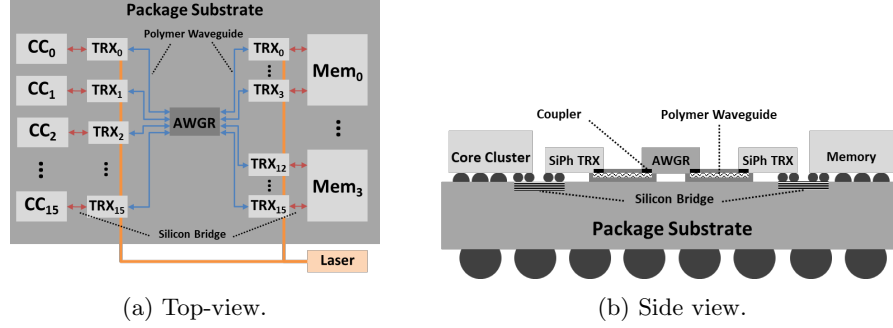 Package Substrate
Polymer Waveguide
CC0
TRX0
TRX0
Mem0
CC1
TRX1
TRX3
AWGR
CC2
TRX2
TRX12
Mem3
CC15
TRX15
TRX15
Silicon Bridge
Laser
(a) Top-view.
Coupler
Polymer Waveguide
Core Cluster
SiPh TRX
AWGR
SiPh TRX
Memory
Silicon Bridge
Package Substrate
(b) Side view.